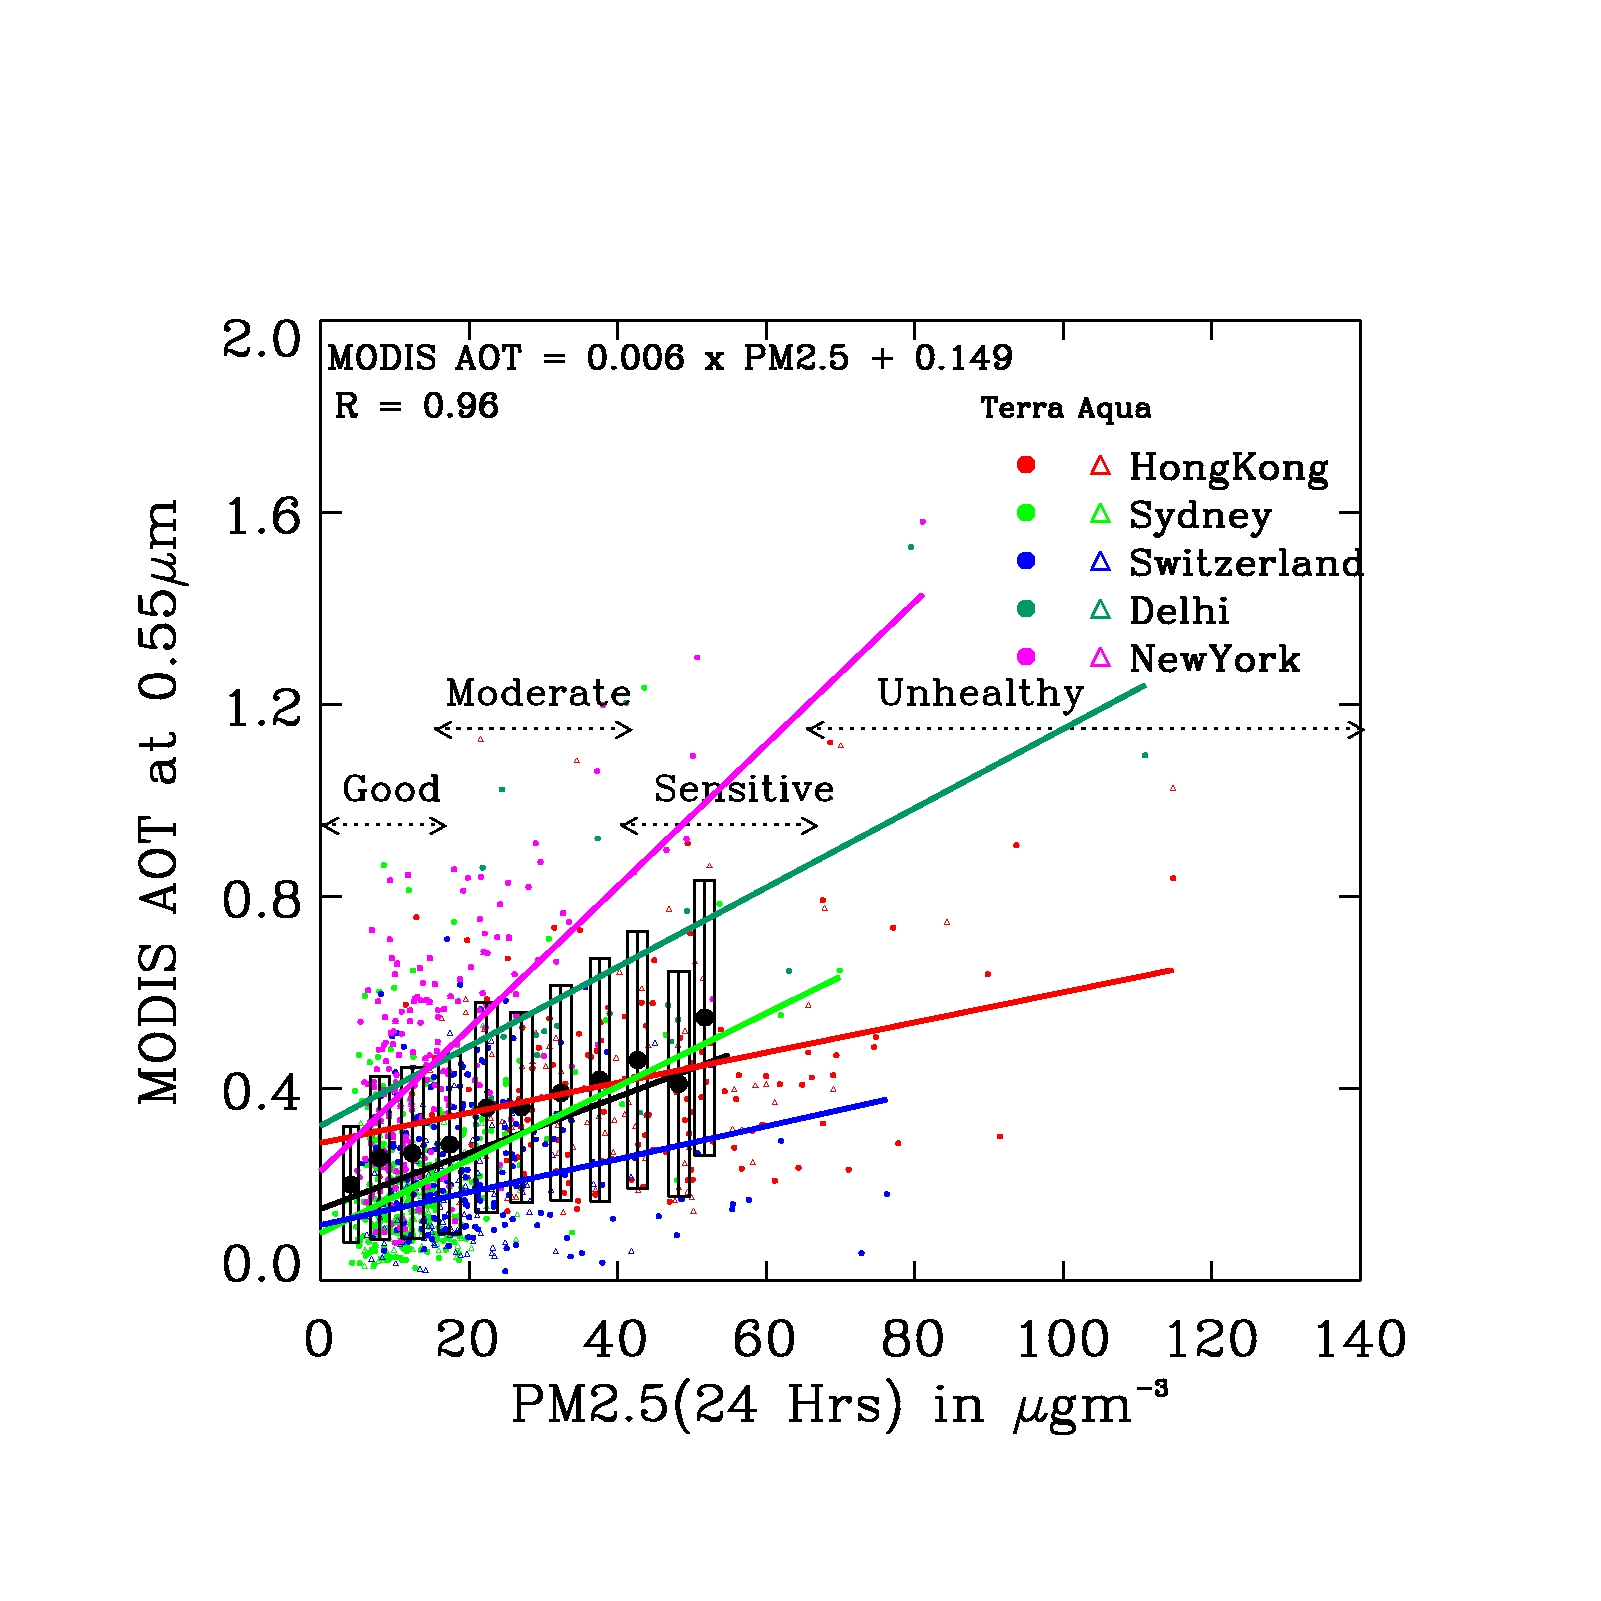 2.0
MODIS AOT = 0.006 x PM2.5 + 0.149
R = 0.96
Terra Aqua
HongKong
Sydney
Switzerland
Delhi
NewYork
1.6
1.2
0.8
0.4
0.0
Moderate
Unhealthy
Good
Sensitive
MODIS AOT at 0.55μm
0 20 40 60 80 100 120 140
PM2.5(24 Hrs) in μgm⁻³